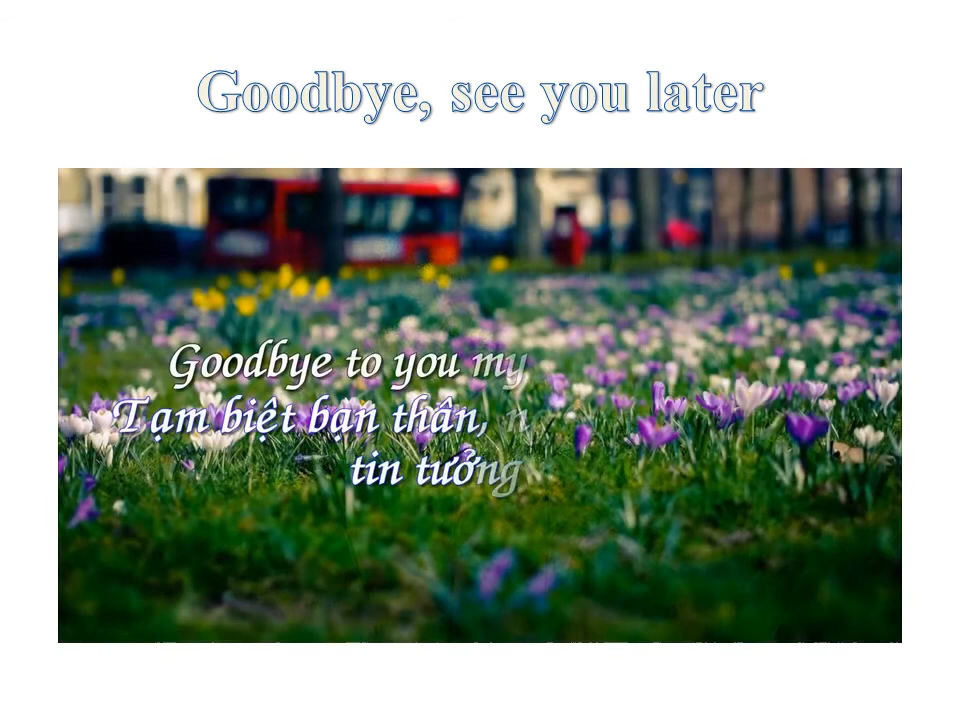 Goodbye, see you later
Goodbye to you my
Tạm biệt bạn thân,
tin tưởng